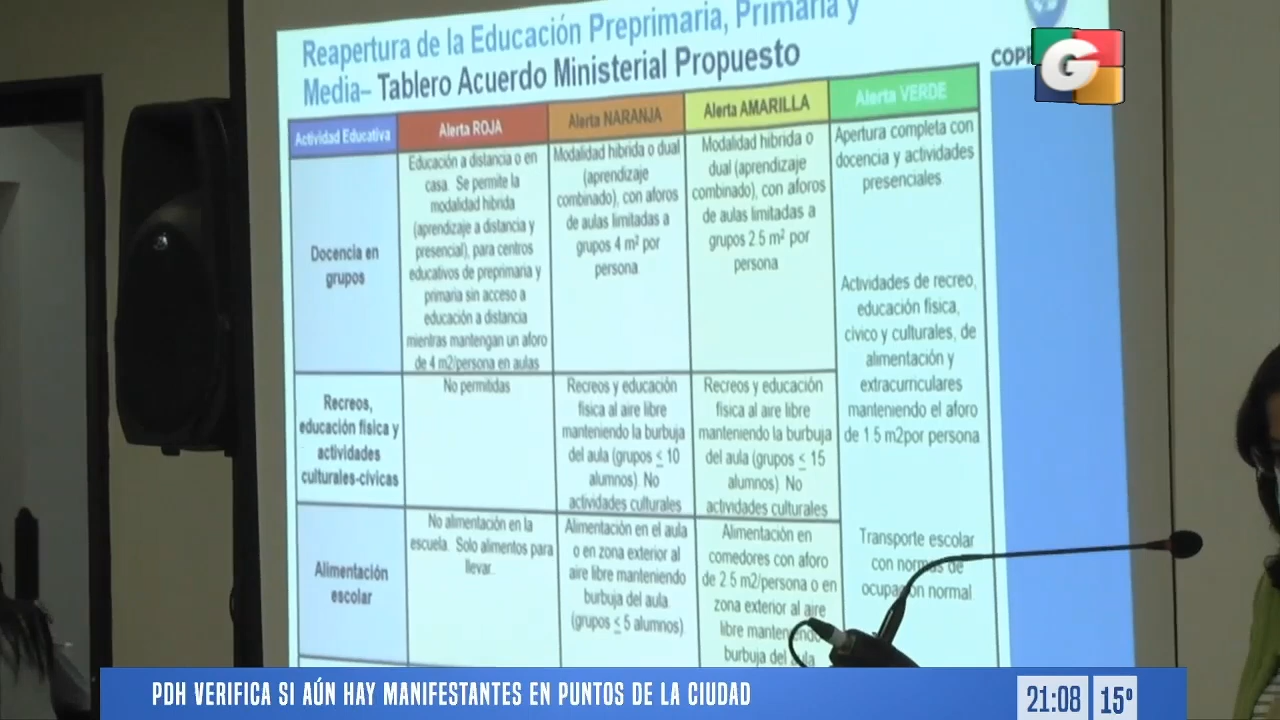 Reapertura de la Educación Preprimaria, Primaria y
Media– Tablero Acuerdo Ministerial Propuesto
G
Actividad Educativa
Alerta ROJA
Alerta NARANJA
Alerta AMARILLA
Alerta VERDE
Docencia en
grupos
Educación a distancia o en
casa. Se permite la
modalidad hibrida
(aprendizaje a distancia y
presencial), para centros
educativos de preprimaria y
primaria sin acceso a
educación a distancia
mientras mantengan un aforo
de 4 m2/persona en aulas
Modalidad hibrida o dual
(aprendizaje
combinado), con aforos
de aulas limitadas a
grupos 4 m² por
persona
Modalidad hibrida o
dual (aprendizaje
combinado), con aforos
de aulas limitadas a
grupos 2.5 m² por
persona
Apertura completa con
docencia y actividades
presenciales
Actividades de recreo,
educación física,
cívico y culturales, de
alimentación y
extracurriculares
manteniendo el aforo
de 1.5 m2por persona
Transporte escolar
con normas de
ocupación normal
Recreos,
educación física y
actividades
culturales-cívicas
No permitidas
Recreos y educación
física al aire libre
manteniendo la burbuja
del aula (grupos ≤ 10
alumnos). No
actividades culturales
Recreos y educación
física al aire libre
manteniendo la burbuja
del aula (grupos ≤ 15
alumnos). No
actividades culturales
Alimentación
escolar
No alimentación en la
escuela. Solo alimentos para
llevar.
Alimentación en el aula
o en zona exterior al
aire libre manteniendo
burbuja del aula.
(grupos ≤ 5 alumnos)
Alimentación en
comedores con aforo
de 2.5 m2/persona o en
zona exterior al aire
libre manteniendo
burbuja del aula
PDH VERIFICA SI AÚN HAY MANIFESTANTES EN PUNTOS DE LA CIUDAD
21:08
15º